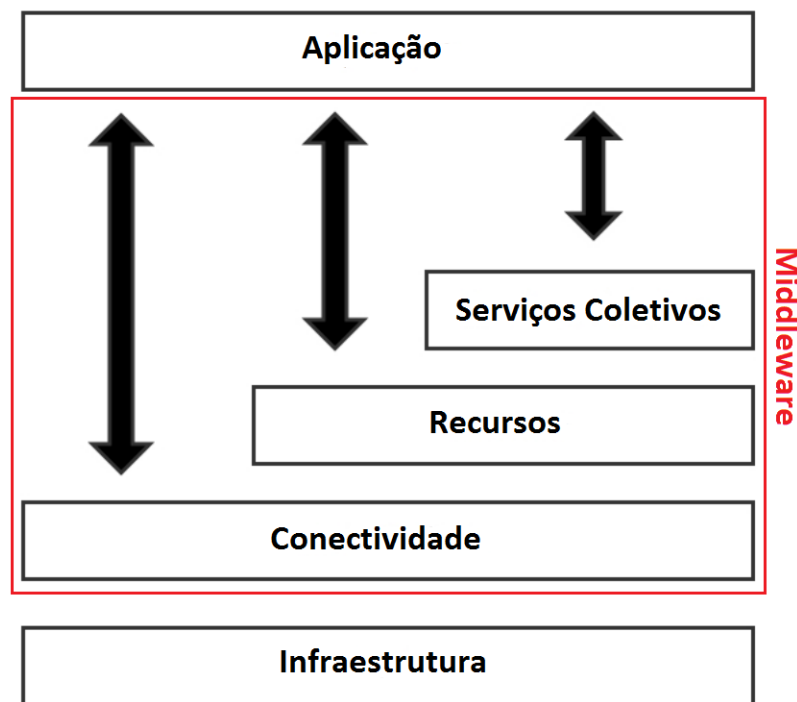 Aplicação
Serviços Coletivos
Recursos
Conectividade
Infraestrutura
Middleware